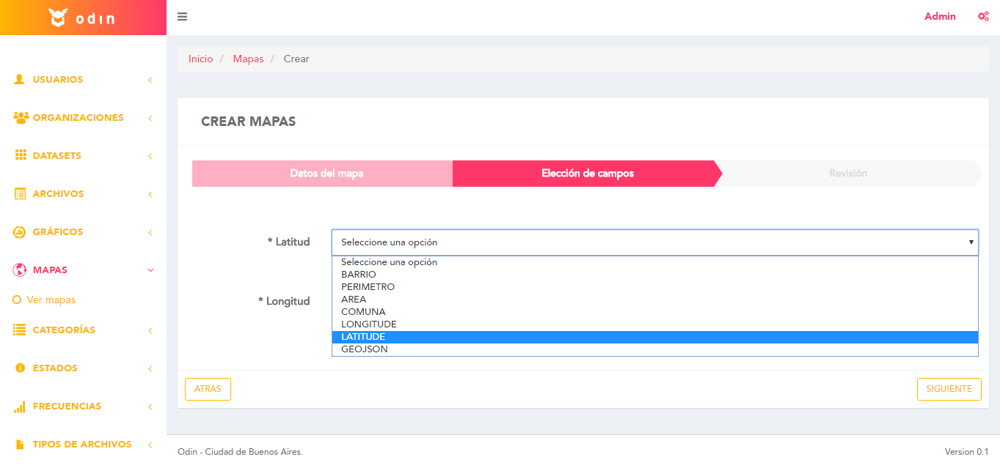 odin
Admin
Inicio / Mapas / Crear
USUARIOS
ORGANIZACIONES
DATASETS
ARCHIVOS
GRÁFICOS
MAPAS
Ver mapas
CATEGORÍAS
ESTADOS
FRECUENCIAS
TIPOS DE ARCHIVOS
CREAR MAPAS
Datos del mapa
Elección de campos
Revisión
* Latitud
Seleccione una opción
Seleccione una opción
BARRIO
PERIMETRO
AREA
COMUNA
LONGITUDE
LATITUDE
GEOJSON
* Longitud
ATRAS
SIGUIENTE
Odin - Ciudad de Buenos Aires.
Version 0.1